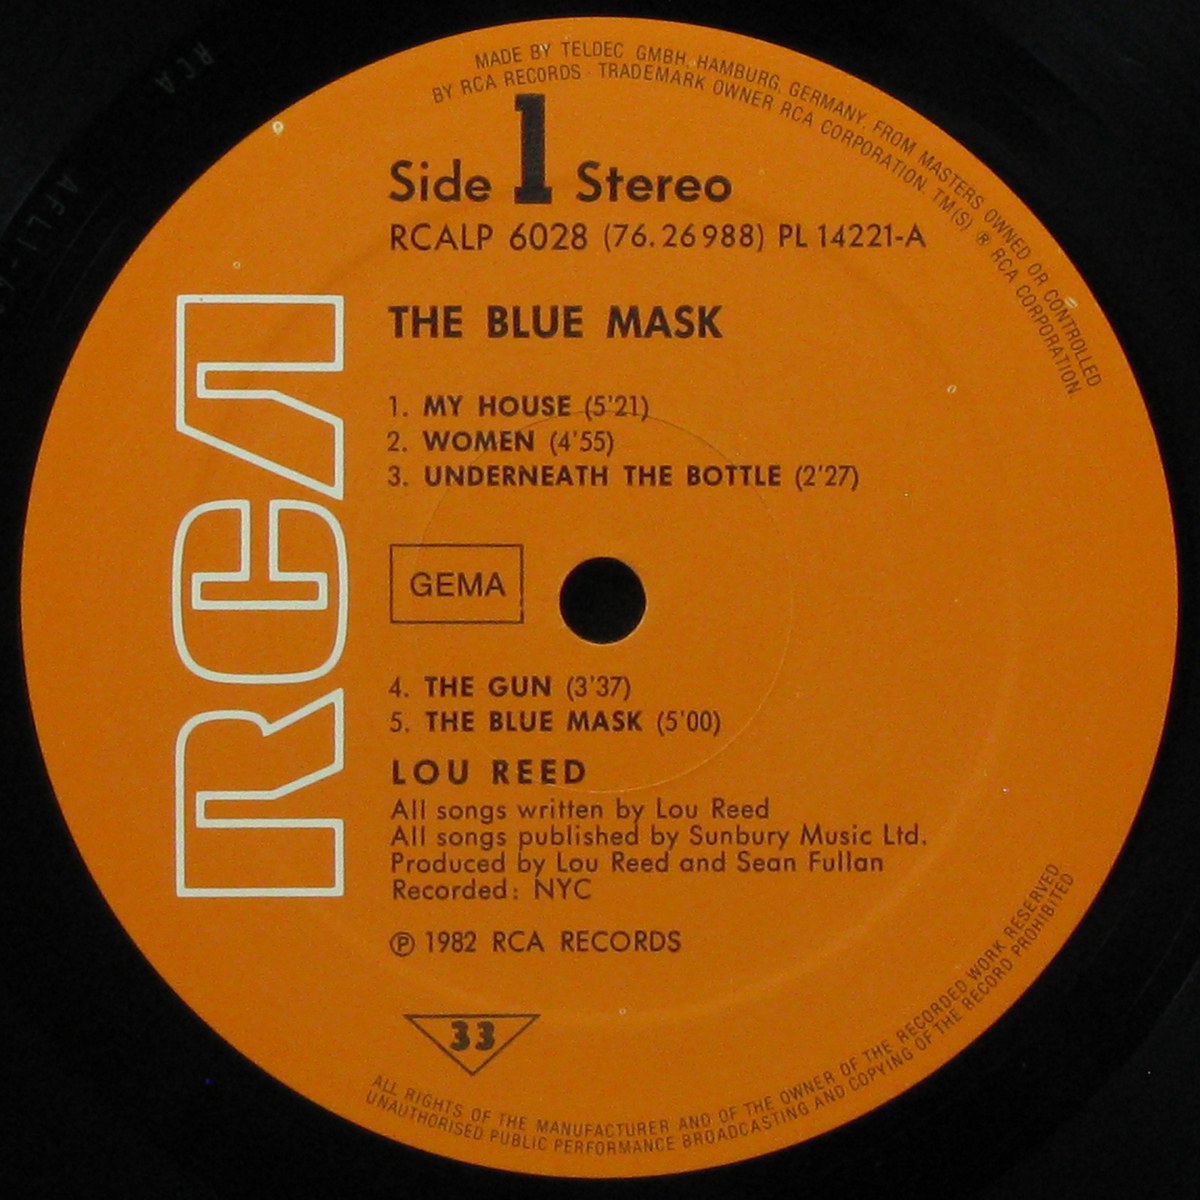 MADE BY TELDEC GMBH, HAMBURG, GERMANY, FROM MASTERS OWNED OR CONTROLLED
BY RCA RECORDS · TRADEMARK OWNER RCA CORPORATION. TM(S) ® RCA CORPORATION
Side 1 Stereo
RCALP 6028 (76.26988) PL 14221-A
THE BLUE MASK
1. MY HOUSE (5'21)
2. WOMEN (4'55)
3. UNDERNEATH THE BOTTLE (2'27)
RCA
GEMA
4. THE GUN (3'37)
5. THE BLUE MASK (5'00)
LOU REED
All songs written by Lou Reed
All songs published by Sunbury Music Ltd.
Produced by Lou Reed and Sean Fullan
Recorded: NYC
℗ 1982 RCA RECORDS
33
ALL RIGHTS OF THE MANUFACTURER AND OF THE OWNER OF THE RECORDED WORK RESERVED
UNAUTHORISED PUBLIC PERFORMANCE BROADCASTING AND COPYING OF THE RECORD PROHIBITED
RCA